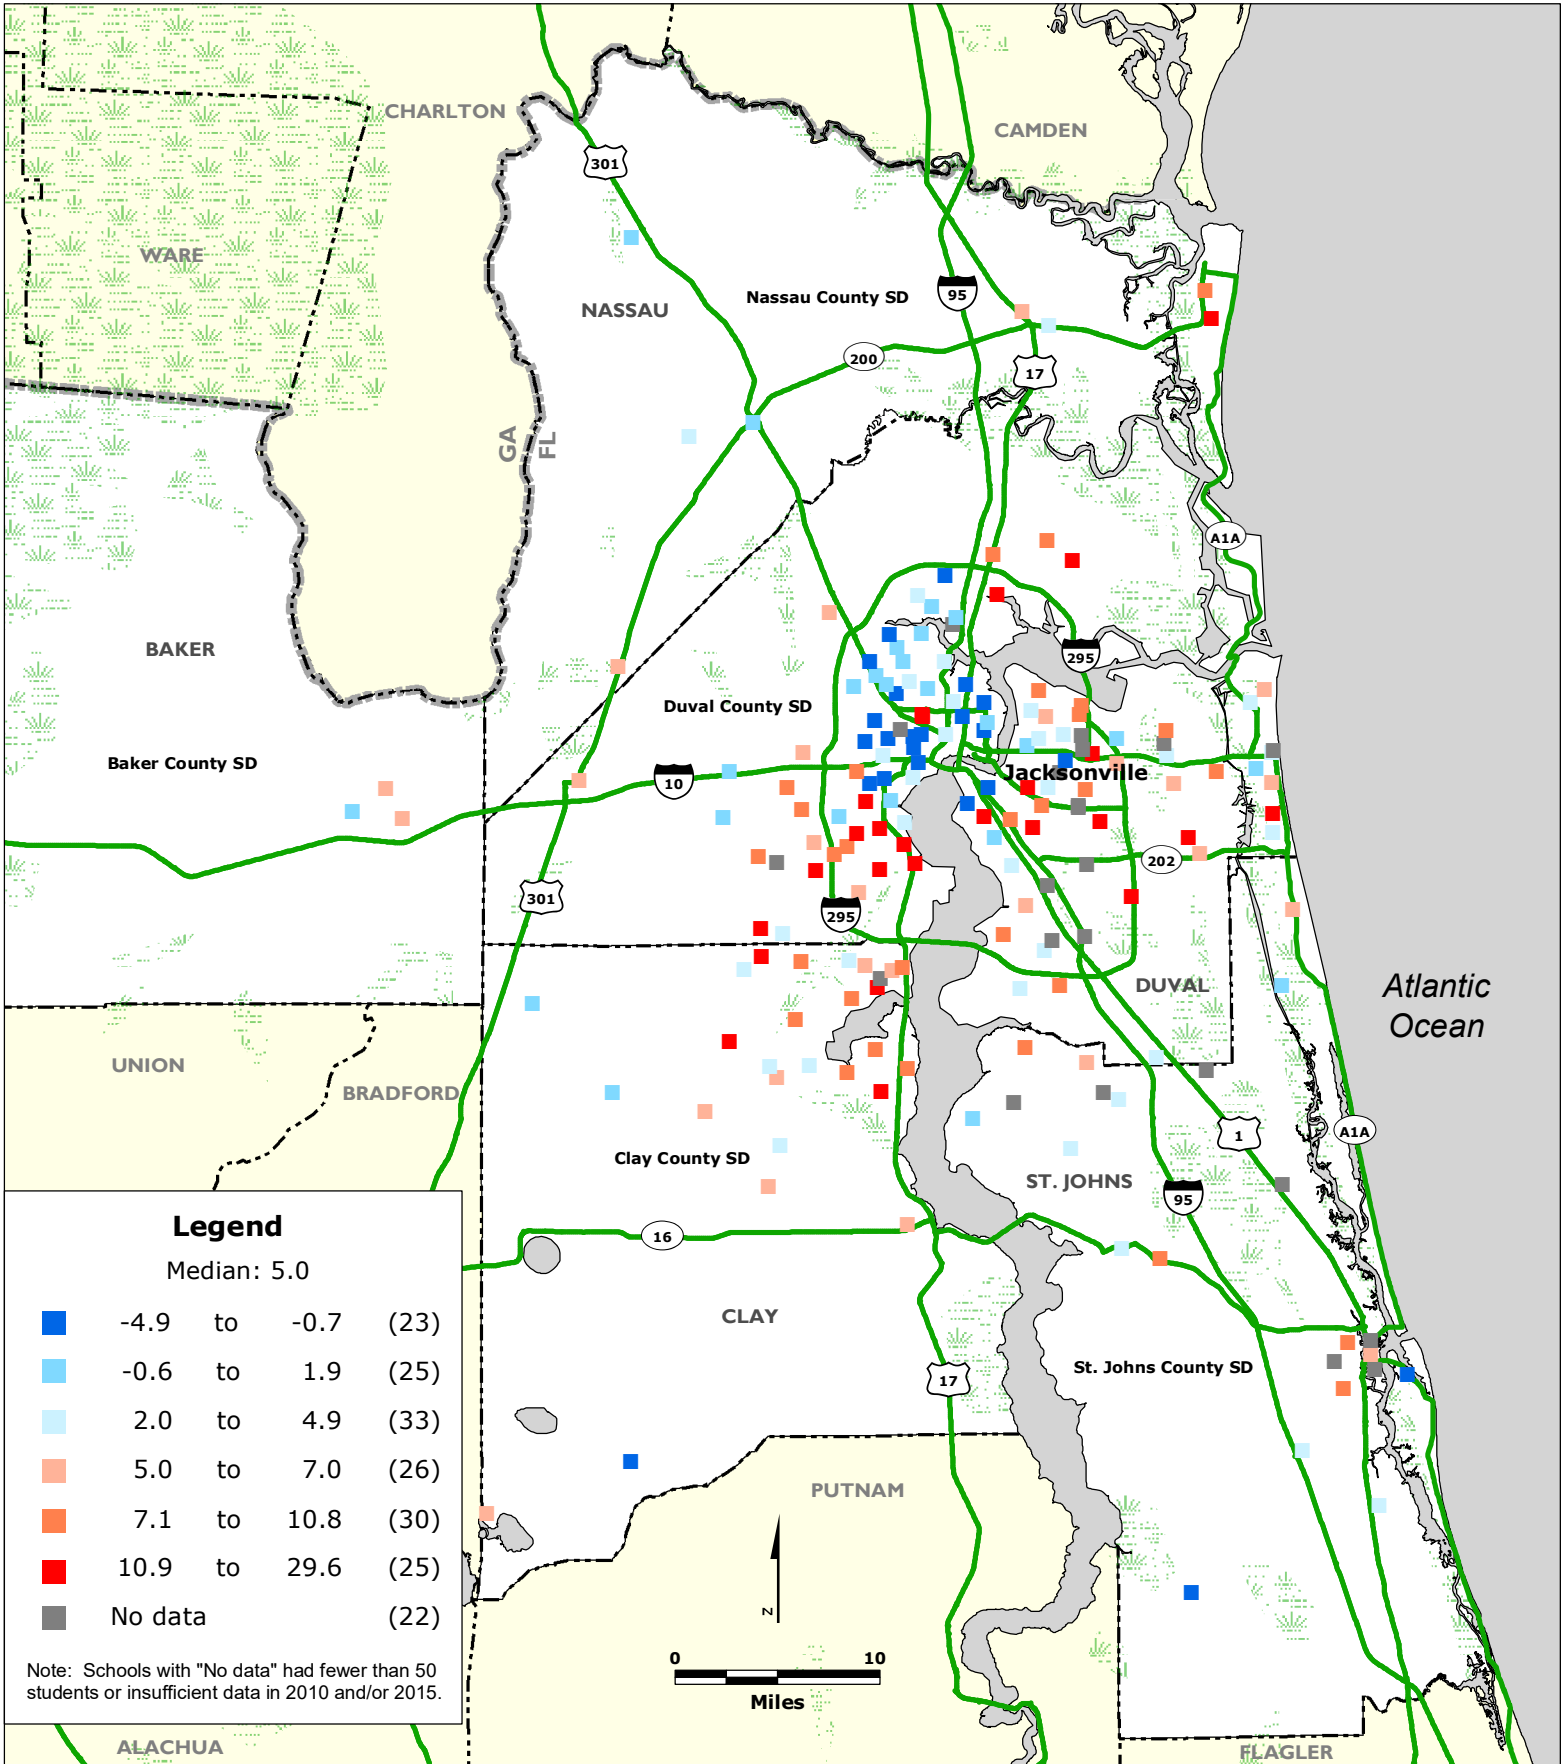 CHARLTON
CAMDEN
301
WARE
NASSAU
Nassau County SD
95
200
17
GA
FL
A1A
BAKER
295
Duval County SD
Baker County SD
10
Jacksonville
202
301
295
DUVAL
Atlantic
Ocean
UNION
BRADFORD
1
A1A
Clay County SD
ST. JOHNS
95
16
CLAY
St. Johns County SD
17
PUTNAM
Legend
Median: 5.0
-4.9 to -0.7 (23)
-0.6 to 1.9 (25)
2.0 to 4.9 (33)
5.0 to 7.0 (26)
7.1 to 10.8 (30)
10.9 to 29.6 (25)
No data (22)
Note: Schools with "No data" had fewer than 50
students or insufficient data in 2010 and/or 2015.
N
0 10
Miles
ALACHUA
FLAGLER